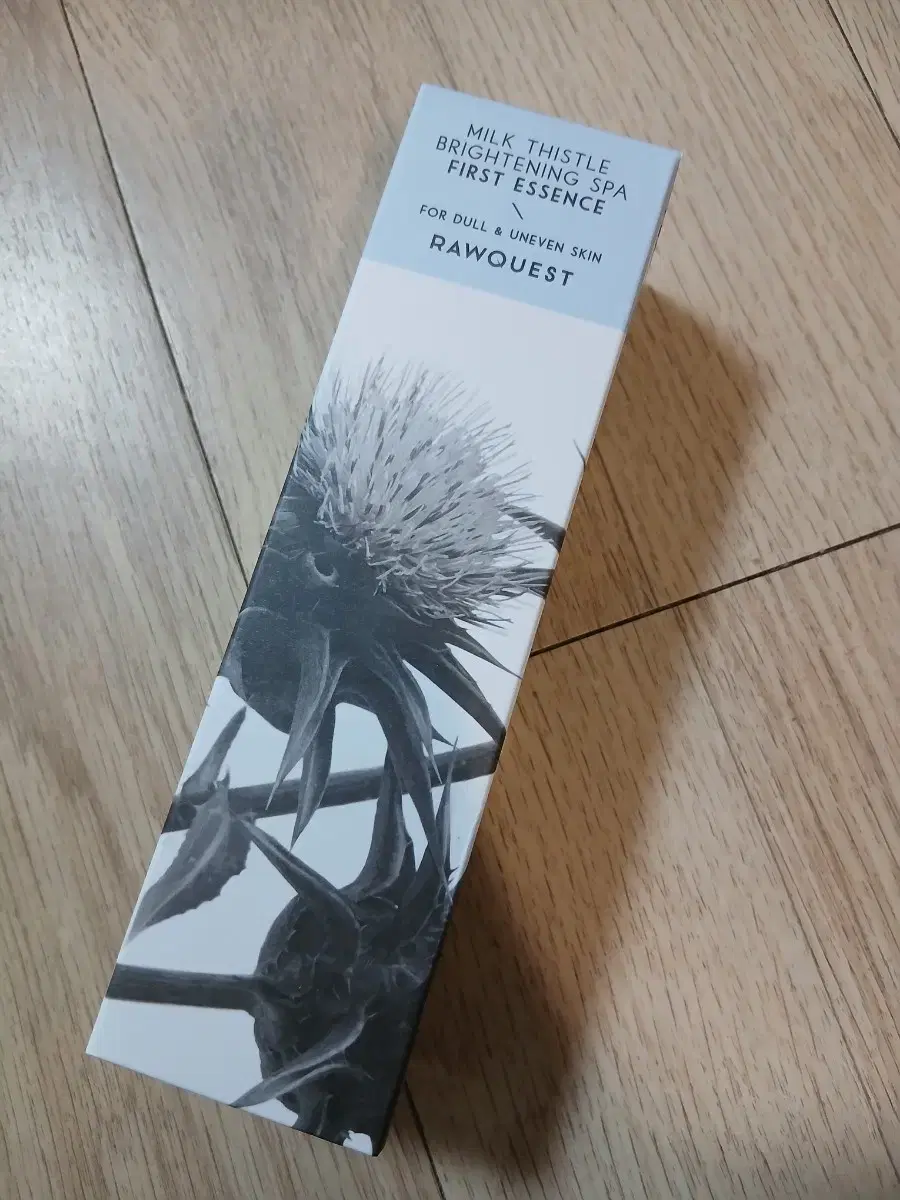 MILK THISTLE
BRIGHTENING SPA
FIRST ESSENCE
\
FOR DULL & UNEVEN SKIN
RAWQUEST